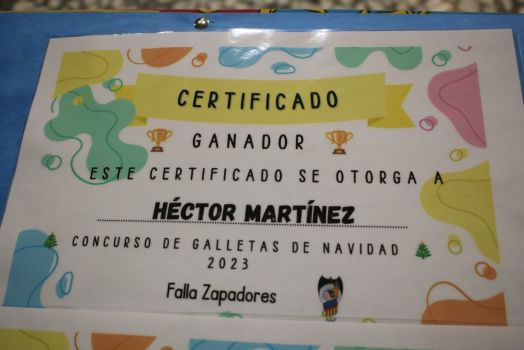 CERTIFICADO
GANADOR
ESTE CERTIFICADO SE OTORGA A
HÉCTOR MARTÍNEZ
CONCURSO DE GALLETAS DE NAVIDAD
2023
Falla Zapadores